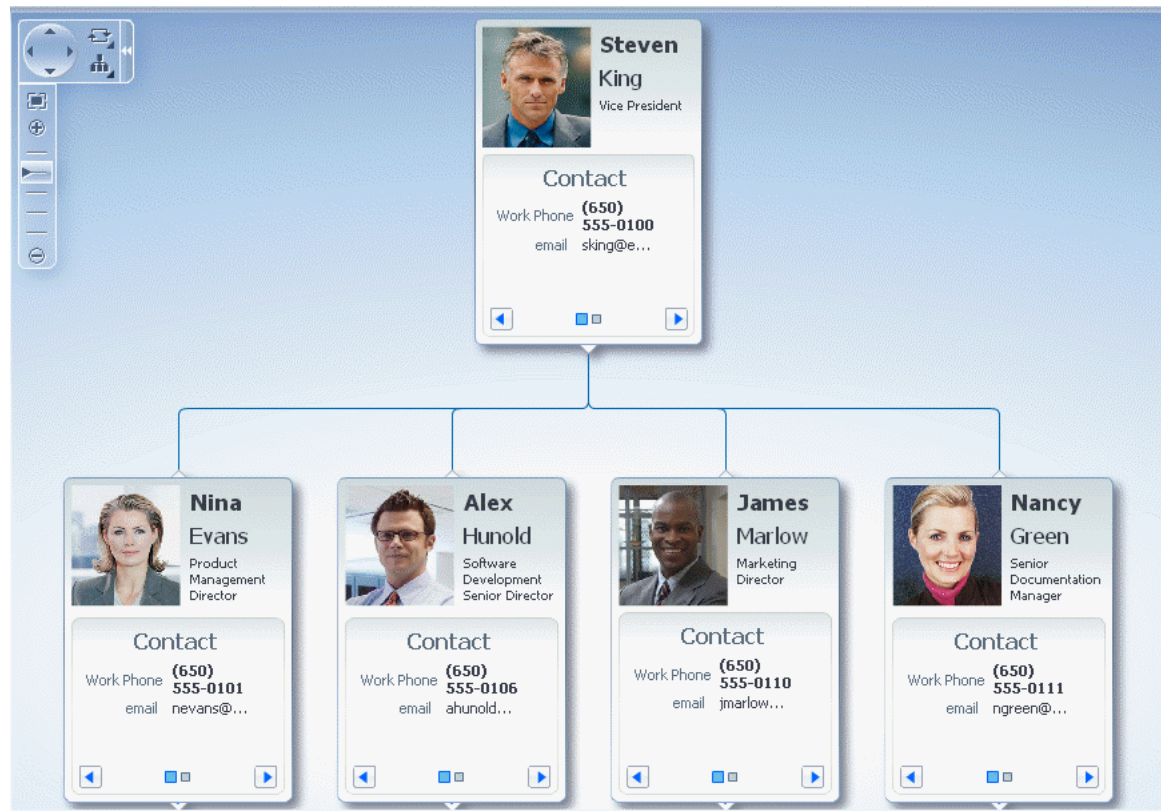 Steven
King
Vice President
Contact
Work Phone (650)
555-0100
email sking@e...
Nina
Evans
Product
Management
Director
Contact
Work Phone (650)
555-0101
email nevans@...
Alex
Hunold
Software
Development
Senior Director
Contact
Work Phone (650)
555-0106
email ahunold...
James
Marlow
Marketing
Director
Contact
Work Phone (650)
555-0110
email jmarlow...
Nancy
Green
Senior
Documentation
Manager
Contact
Work Phone (650)
555-0111
email ngreen@...